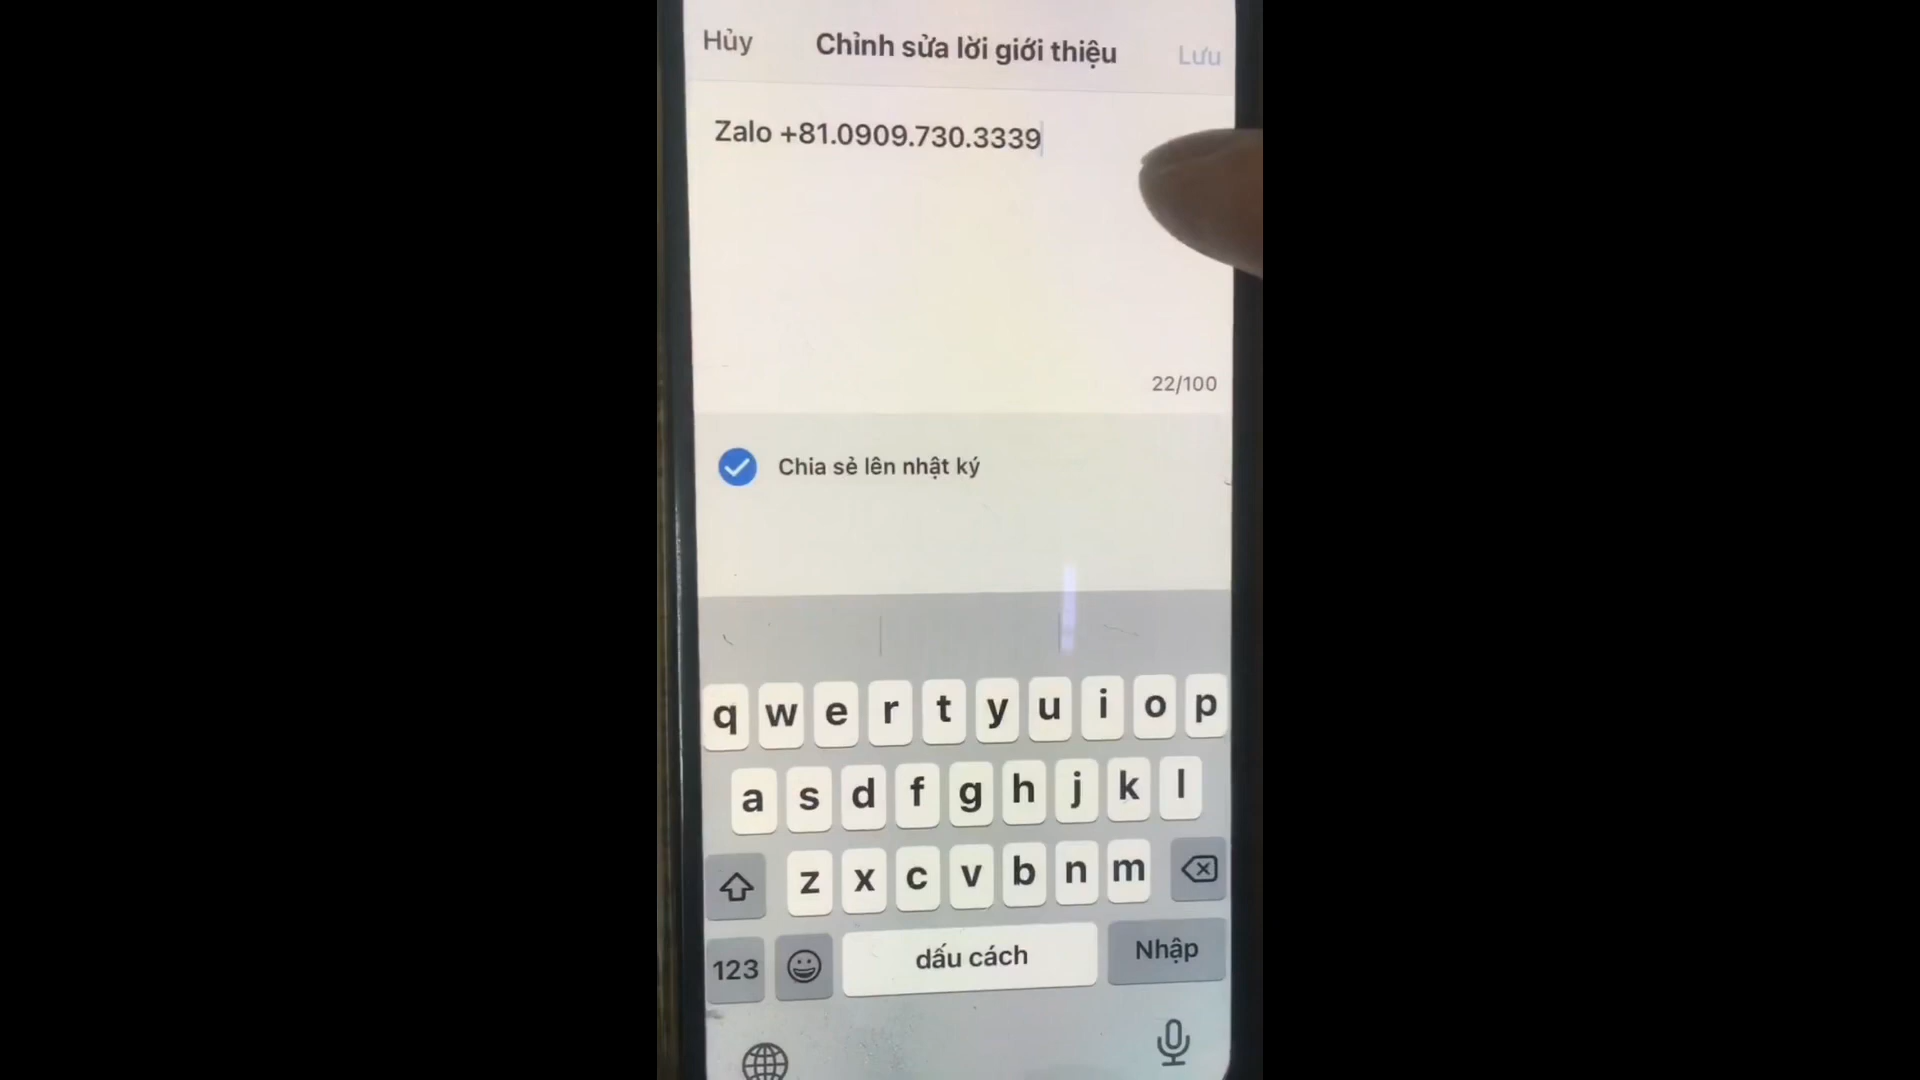 Hủy Chỉnh sửa lời giới thiệu Lưu
Zalo +81.0909.730.3339
22/100
Chia sẻ lên nhật ký
q w e r t y u i o p
a s d f g h j k l
z x c v b n m
123 dấu cách Nhập